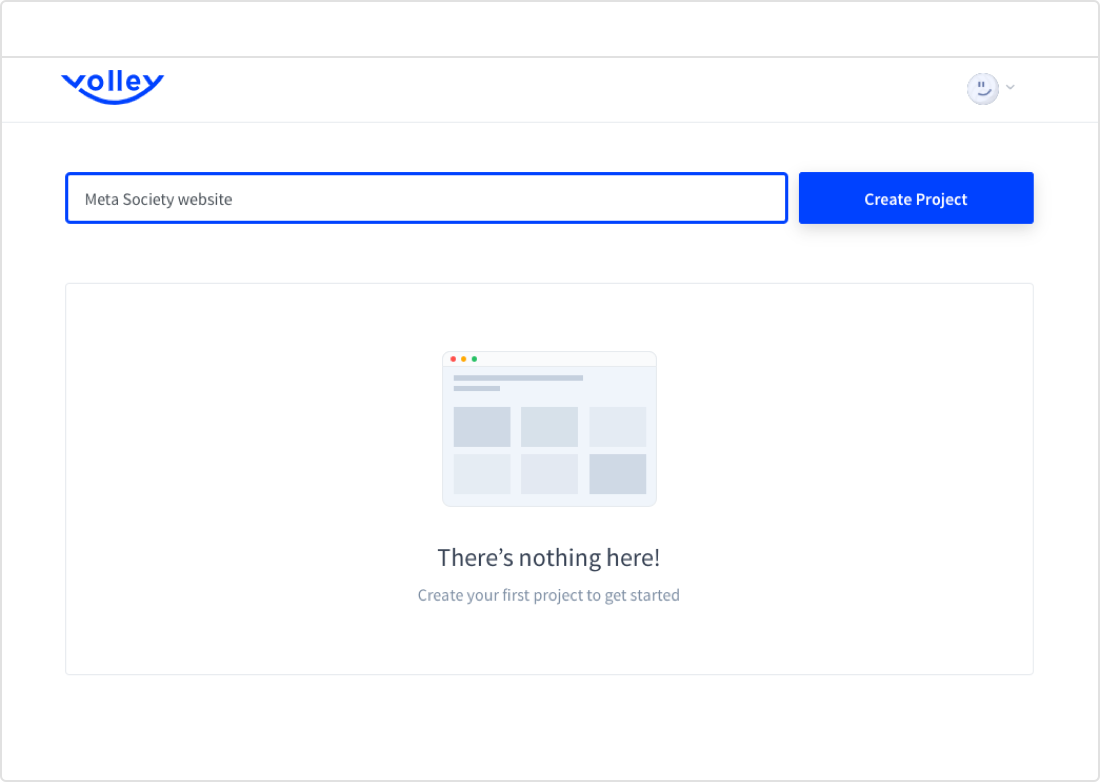 volley
Meta Society website
Create Project
There’s nothing here!
Create your first project to get started